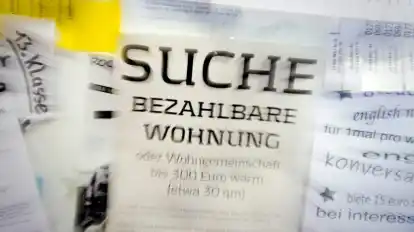 13. Klasse
SUCHE
BEZAHLBARE
WOHNUNG
oder Wohngemeinschaft
bis 300 Euro warm
(etwa 30 qm)
english
für 1mal pro
konversa
biete 15 euro
bei interess